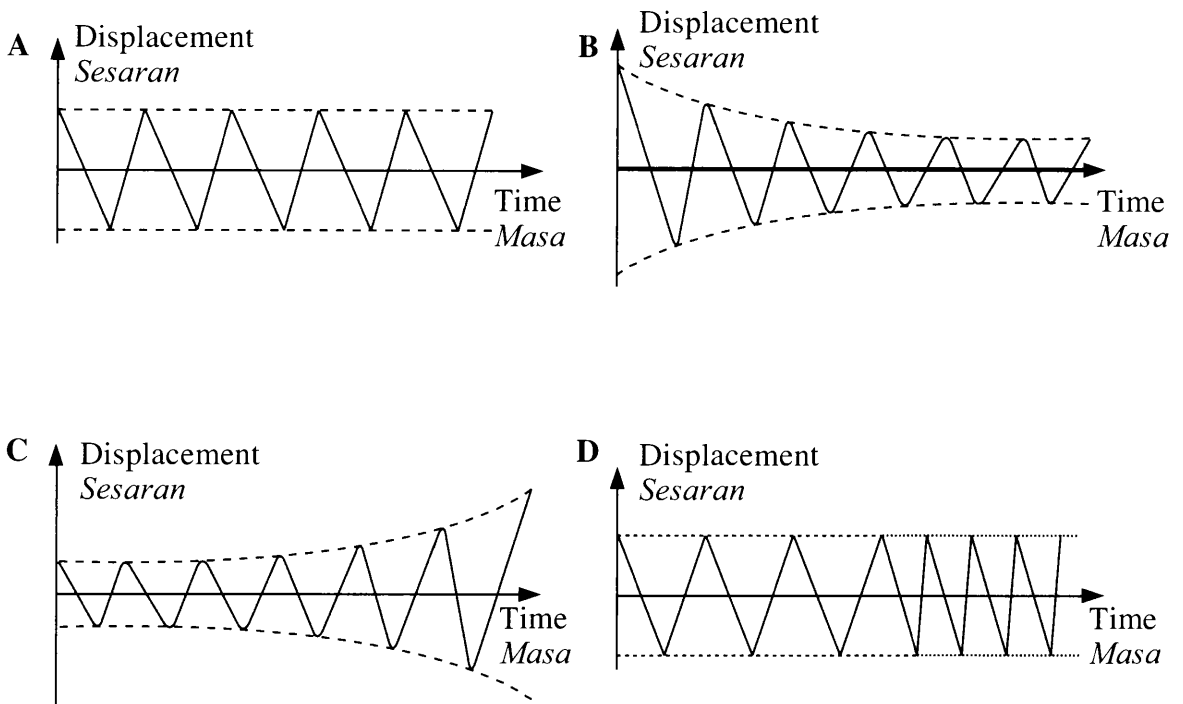 A
Displacement
Sesaran
Time
Masa
B
Displacement
Sesaran
Time
Masa
C
Displacement
Sesaran
Time
Masa
D
Displacement
Sesaran
Time
Masa